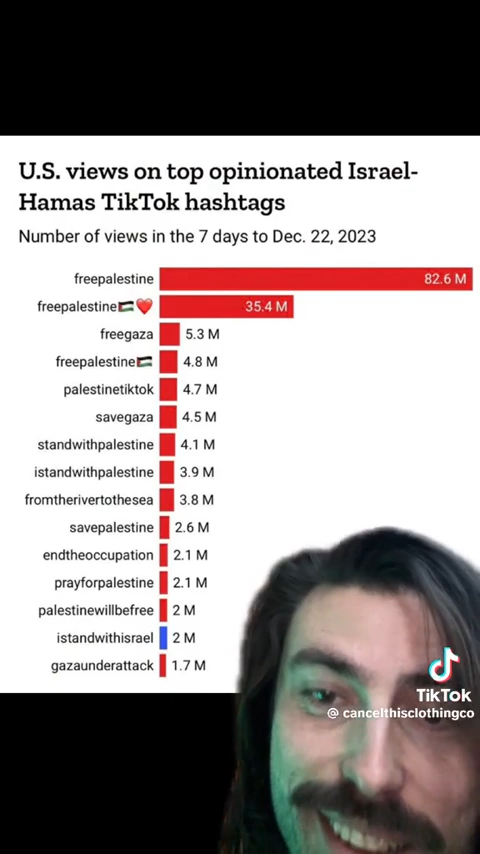 U.S. views on top opinionated Israel-
Hamas TikTok hashtags
Number of views in the 7 days to Dec. 22, 2023
freepalestine 82.6 M
freepalestine🇵🇸❤️ 35.4 M
freegaza 5.3 M
freepalestine🇵🇸 4.8 M
palestinetiktok 4.7 M
savegaza 4.5 M
standwithpalestine 4.1 M
istandwithpalestine 3.9 M
fromtherivertothesea 3.8 M
savepalestine 2.6 M
endtheoccupation 2.1 M
prayforpalestine 2.1 M
palestinewillbefree 2 M
istandwithisrael 2 M
gazaunderattack 1.7 M
TikTok
@ cancelthisclothingco